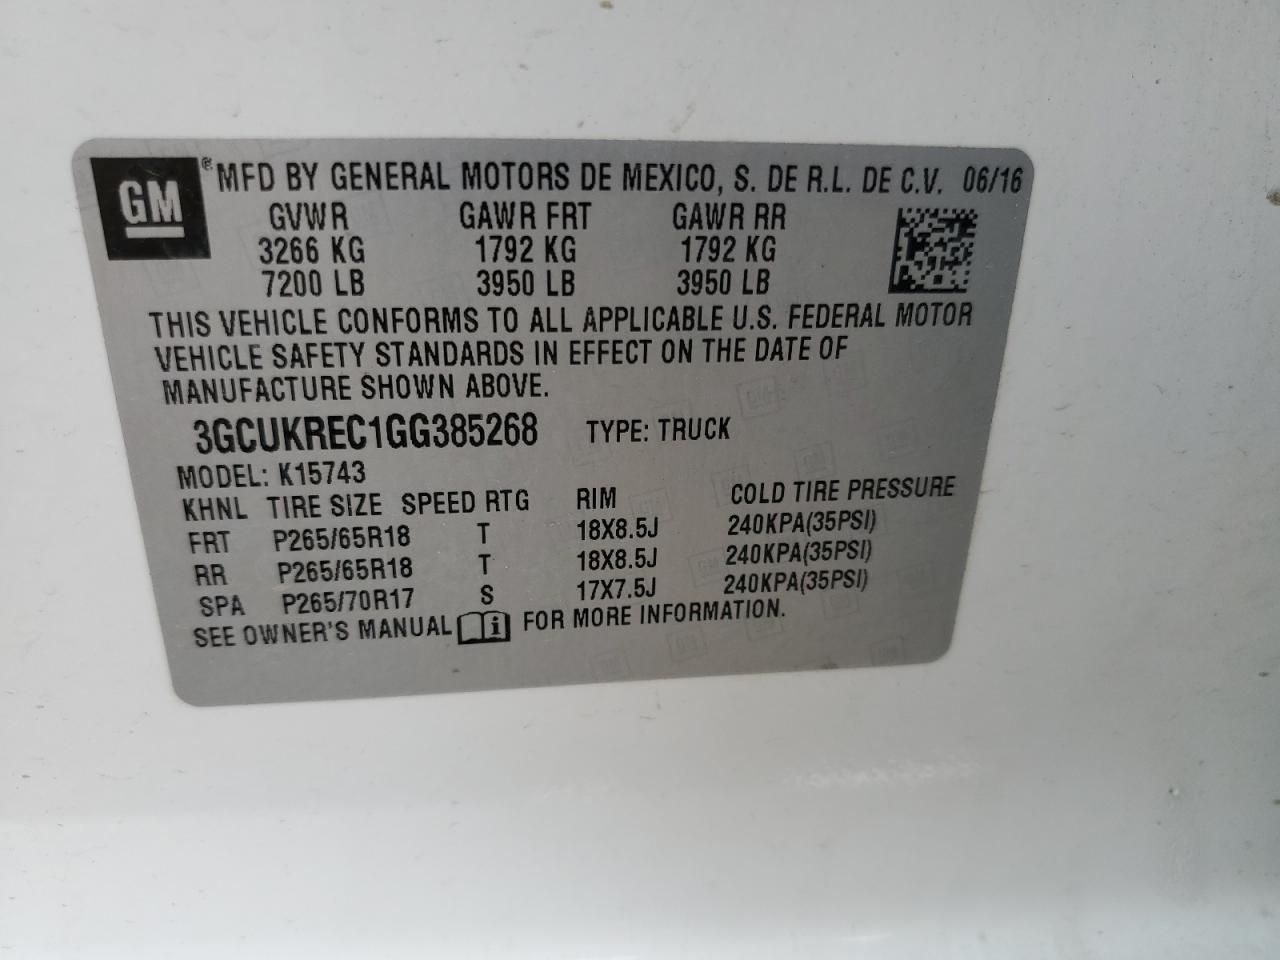 GM
® MFD BY GENERAL MOTORS DE MEXICO, S. DE R.L. DE C.V. 06/16
GVWR GAWR FRT GAWR RR
3266 KG 1792 KG 1792 KG
7200 LB 3950 LB 3950 LB
THIS VEHICLE CONFORMS TO ALL APPLICABLE U.S. FEDERAL MOTOR
VEHICLE SAFETY STANDARDS IN EFFECT ON THE DATE OF
MANUFACTURE SHOWN ABOVE.
3GCUKREC1GG385268 TYPE: TRUCK
MODEL: K15743
KHNL TIRE SIZE SPEED RTG RIM COLD TIRE PRESSURE
FRT P265/65R18 T 18X8.5J 240KPA(35PSI)
RR P265/65R18 T 18X8.5J 240KPA(35PSI)
SPA P265/70R17 S 17X7.5J 240KPA(35PSI)
SEE OWNER'S MANUAL i FOR MORE INFORMATION.